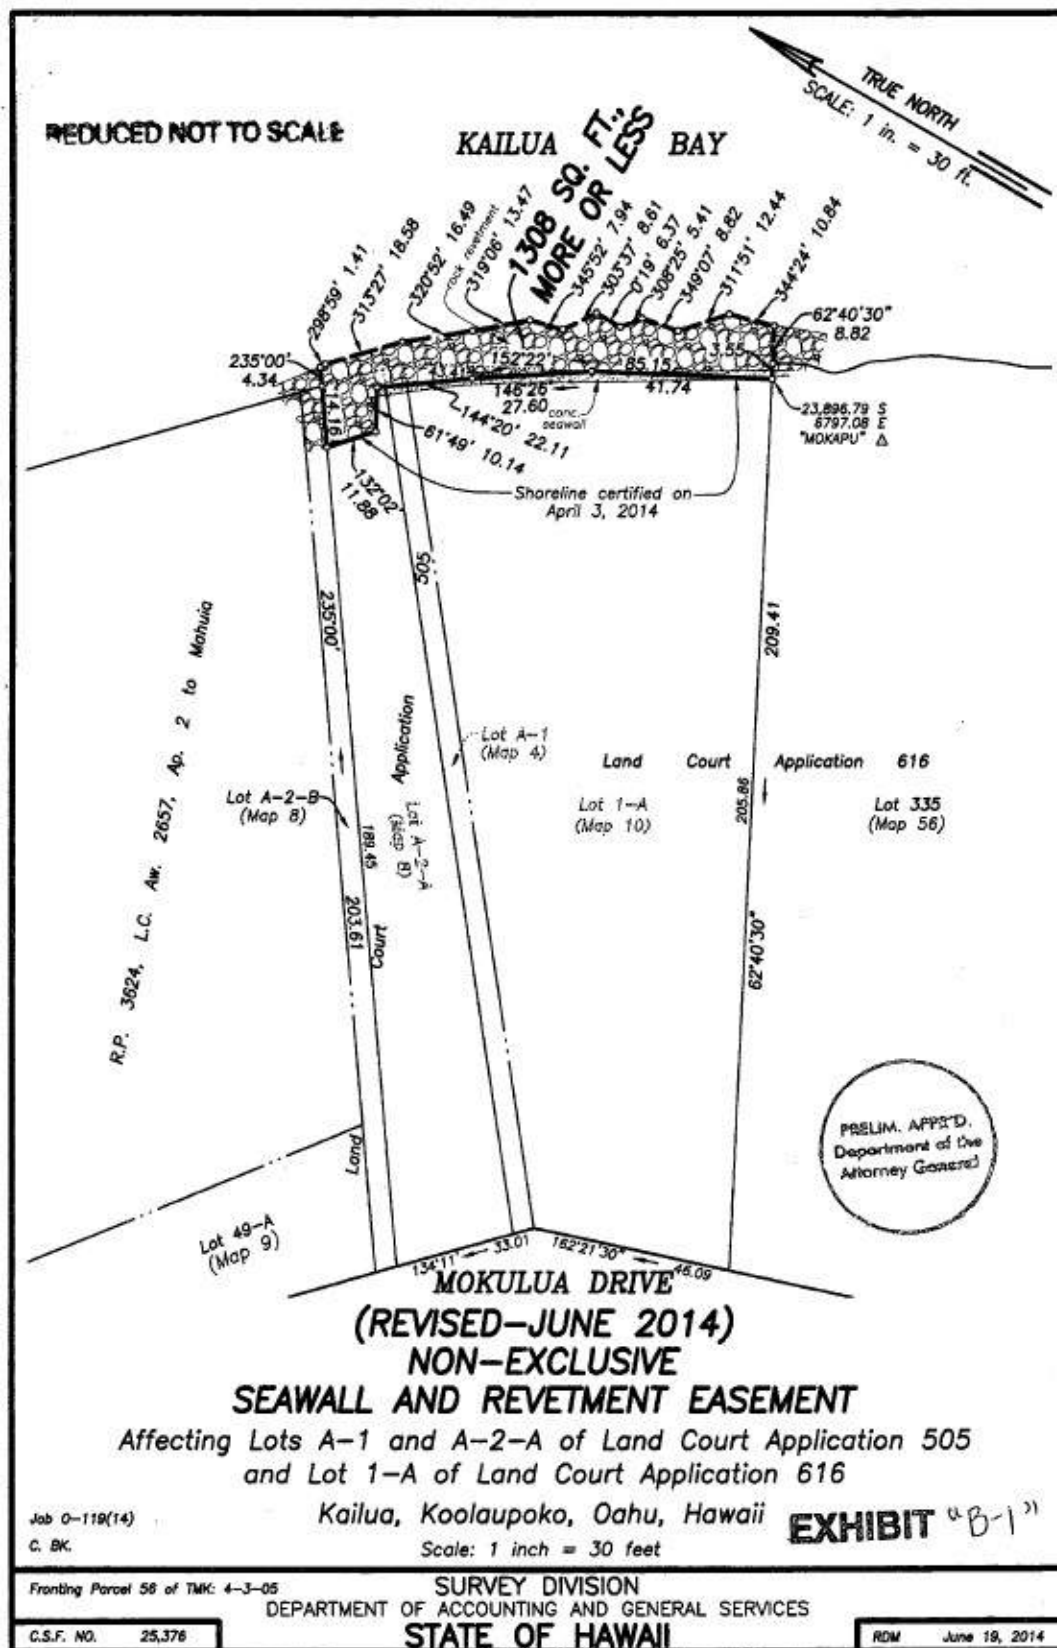 REDUCED NOT TO SCALE
TRUE NORTH
SCALE: 1 in. = 30 ft.
KAILUA BAY
1308 SQ. FT.,
MORE OR LESS
298°59' 1.41
313°27' 18.58
320°52' 16.49
rock revetment
319°06' 13.47
345°52' 7.94
303°37' 8.61
0°19' 6.37
308°25' 5.41
349°07' 8.82
311°51' 12.44
344°24' 10.84
62°40'30"
8.82
235°00'
4.34
14.16
152°22'
85.15
3.55
146°26'
27.60
41.74
conc.
seawall
144°20' 22.11
61°49' 10.14
132°02'
11.88
23,896.79 S
6797.08 E
"MOKAPU" △
Shoreline certified on
April 3, 2014
505
235°00'
209.41
R.P. 3624, L.C. Aw. 2657, Ap. 2 to Mahuia
Application
Lot A-1
(Map 4)
Land Court Application 616
Lot A-2-B
(Map 8)
Lot A-2-A
(Map 8)
Lot 1-A
(Map 10)
205.86
Lot 335
(Map 56)
189.45
203.61
Court
62°40'30"
PRELIM. APPR'D.
Department of the
Attorney General
Land
Lot 49-A
(Map 9)
134°11' 33.01
162°21'30" 46.09
MOKULUA DRIVE
(REVISED-JUNE 2014)
NON-EXCLUSIVE
SEAWALL AND REVETMENT EASEMENT
Affecting Lots A-1 and A-2-A of Land Court Application 505
and Lot 1-A of Land Court Application 616
Kailua, Koolaupoko, Oahu, Hawaii
Job O-119(14)
C. BK.
Scale: 1 inch = 30 feet
EXHIBIT "B-1"
Fronting Parcel 56 of TMK: 4-3-05
SURVEY DIVISION
DEPARTMENT OF ACCOUNTING AND GENERAL SERVICES
STATE OF HAWAII
C.S.F. NO. 25,376
RDM June 19, 2014